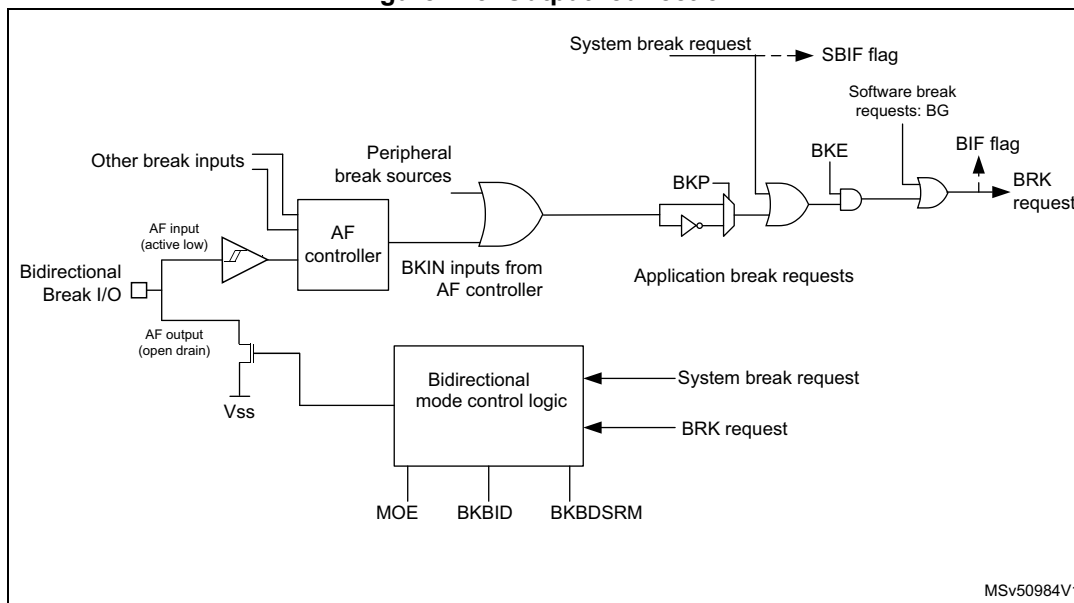 System break request
SBIF flag
Software break
requests: BG
BIF flag
BKE
BRK
request
Other break inputs
Peripheral
break sources
BKP
AF input
(active low)
AF
controller
BKIN inputs from
AF controller
Application break requests
Bidirectional
Break I/O
AF output
(open drain)
Vss
Bidirectional
mode control logic
System break request
BRK request
MOE
BKBID
BKBDSRM